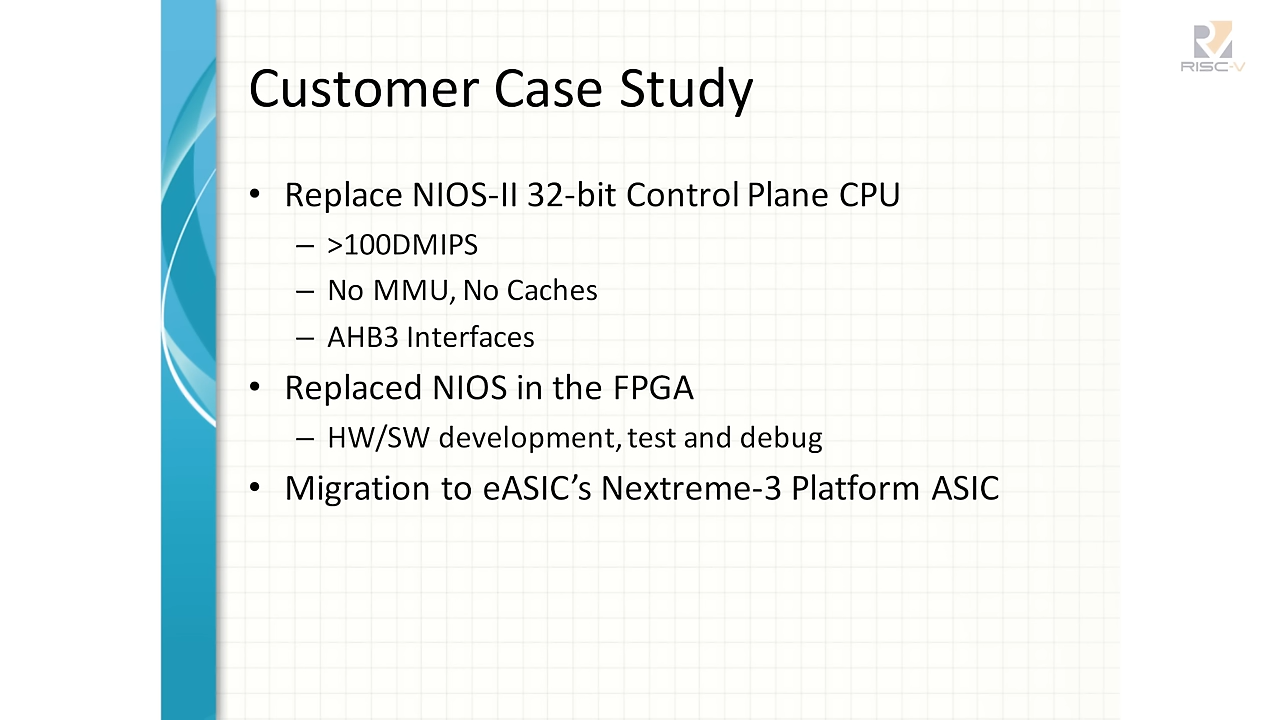 RISC-V
Customer Case Study
• Replace NIOS-II 32-bit Control Plane CPU
– >100DMIPS
– No MMU, No Caches
– AHB3 Interfaces
• Replaced NIOS in the FPGA
– HW/SW development, test and debug
• Migration to eASIC’s Nextreme-3 Platform ASIC